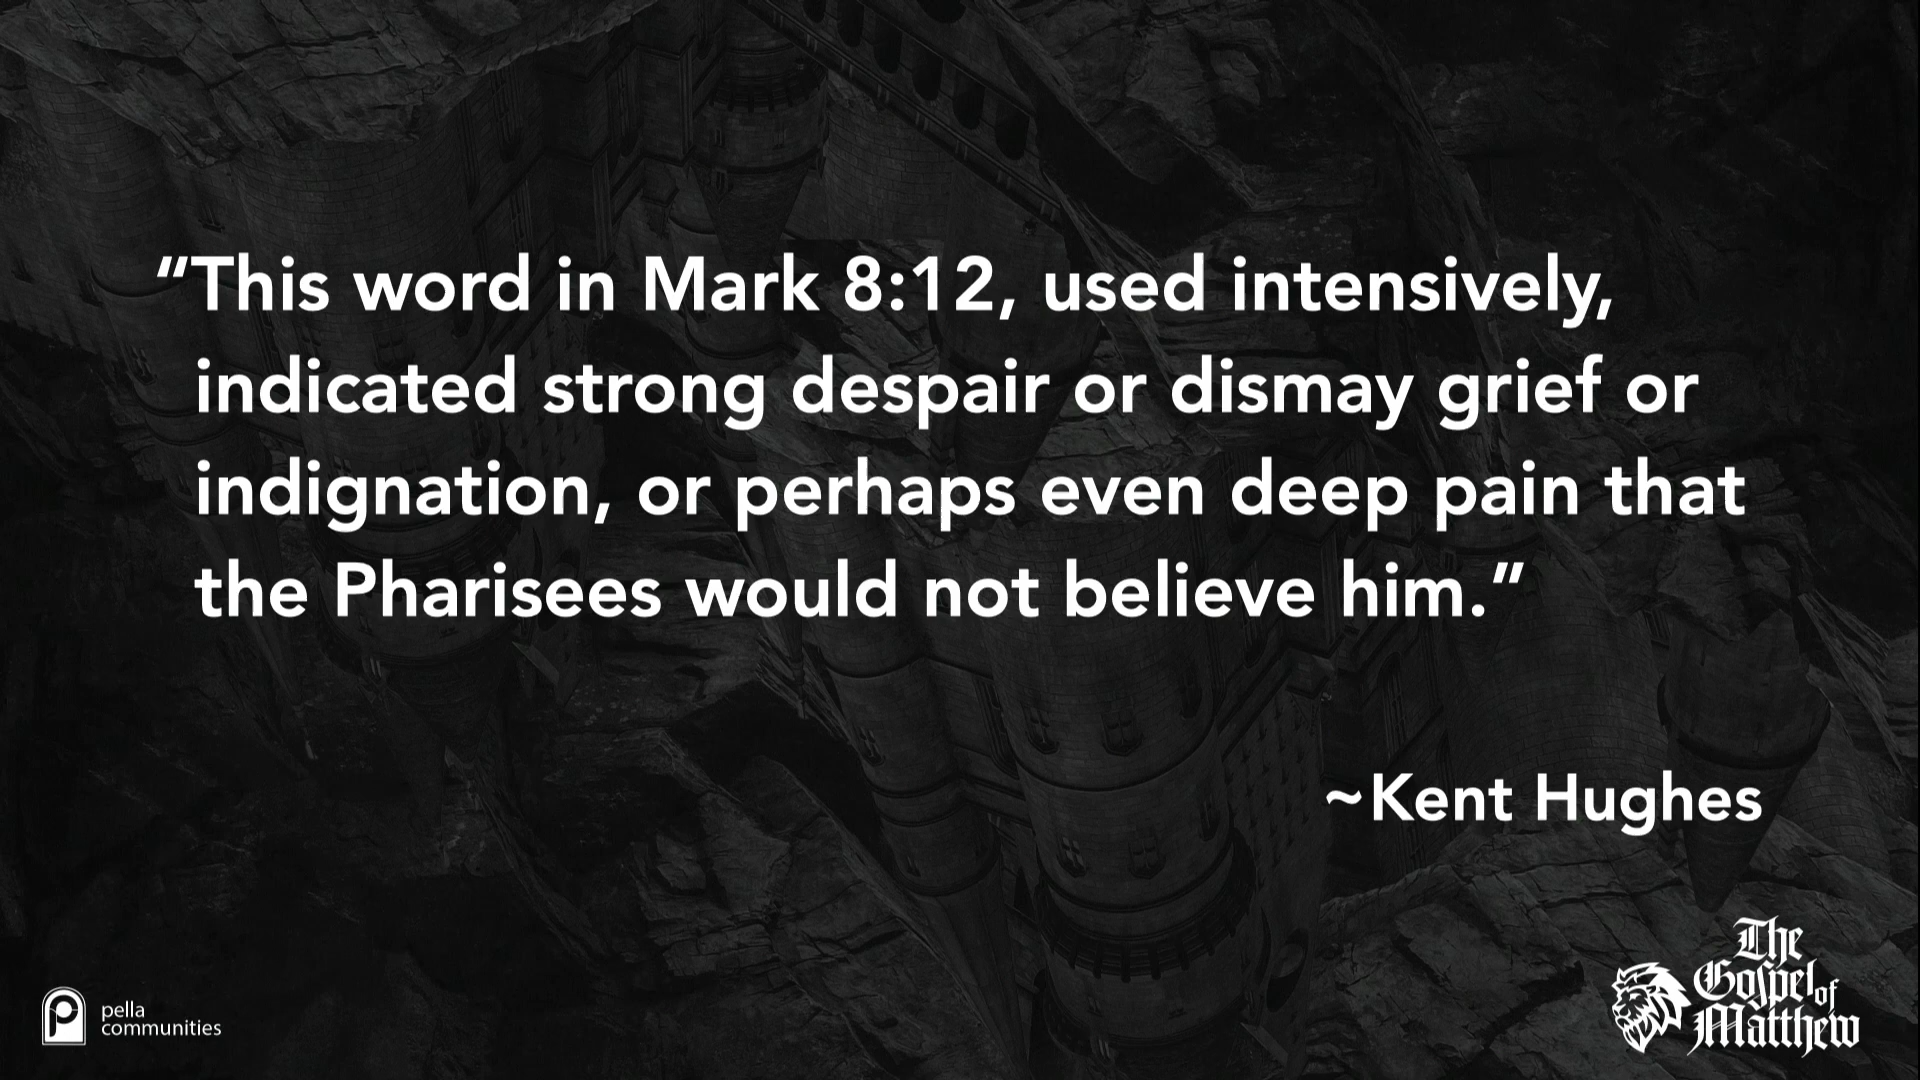 “This word in Mark 8:12, used intensively,
indicated strong despair or dismay grief or
indignation, or perhaps even deep pain that
the Pharisees would not believe him.”
~Kent Hughes
pella
communities
The
Gospel of
Matthew